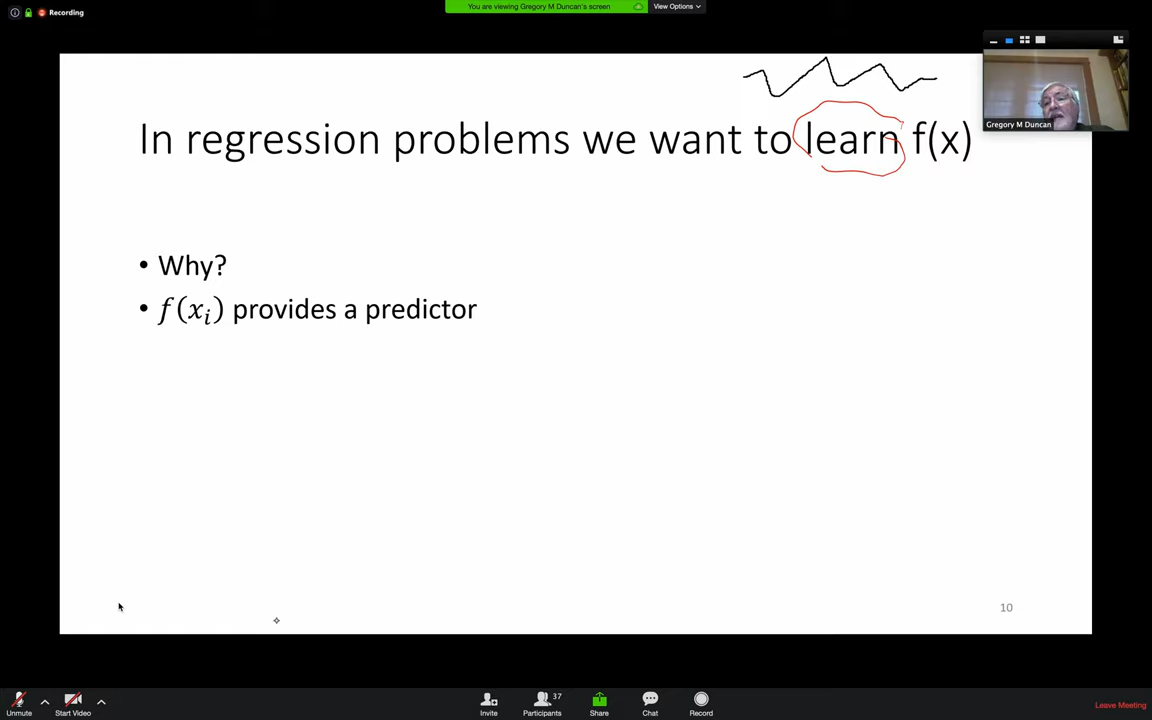 Recording
You are viewing Gregory M Duncan's screen
View Options
Gregory M Duncan
In regression problems we want to learn f(x)
• Why?
• 𝑓(𝑥ᵢ) provides a predictor
10
Unmute
Start Video
Invite
Participants
37
Share
Chat
Record
Leave Meeting